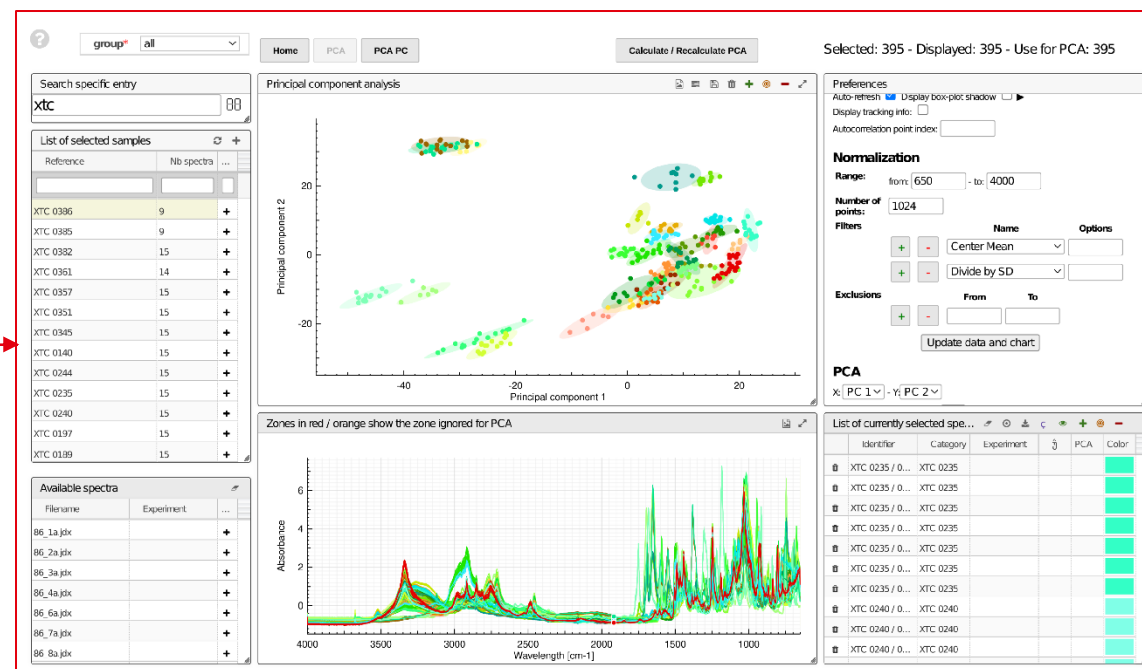 group* all
Home PCA PCA PC Calculate / Recalculate PCA
Selected: 395 - Displayed: 395 - Use for PCA: 395
Search specific entry
xtc
List of selected samples
Reference Nb spectra ...
XTC 0386 9
XTC 0385 9
XTC 0382 15
XTC 0361 14
XTC 0357 15
XTC 0351 15
XTC 0345 15
XTC 0140 15
XTC 0244 15
XTC 0235 15
XTC 0240 15
XTC 0197 15
XTC 0189 15
Available spectra
Filename Experiment ...
86_1a.jdx
86_2a.jdx
86_3a.jdx
86_4a.jdx
86_6a.jdx
86_7a.jdx
86 8a.jdx
Principal component analysis
Principal component 2
20
0
-20
-40 -20 0 20
Principal component 1
Zones in red / orange show the zone ignored for PCA
Absorbance
6
4
2
0
4000 3500 3000 2500 2000 1500 1000
Wavelength [cm-1]
Preferences
Auto-refresh Display box-plot shadow
Display tracking info:
Autocorrelation point index:
Normalization
Range: from: 650 - to: 4000
Number of points: 1024
Filters Name Options
+ - Center Mean
+ - Divide by SD
Exclusions From To
+ -
Update data and chart
PCA
X: PC 1 - Y: PC 2
List of currently selected spe...
Identifier Category Experiment PCA Color
XTC 0235 / 0... XTC 0235
XTC 0235 / 0... XTC 0235
XTC 0235 / 0... XTC 0235
XTC 0235 / 0... XTC 0235
XTC 0235 / 0... XTC 0235
XTC 0235 / 0... XTC 0235
XTC 0235 / 0... XTC 0235
XTC 0240 / 0... XTC 0240
XTC 0240 / 0... XTC 0240
XTC 0240 / 0... XTC 0240